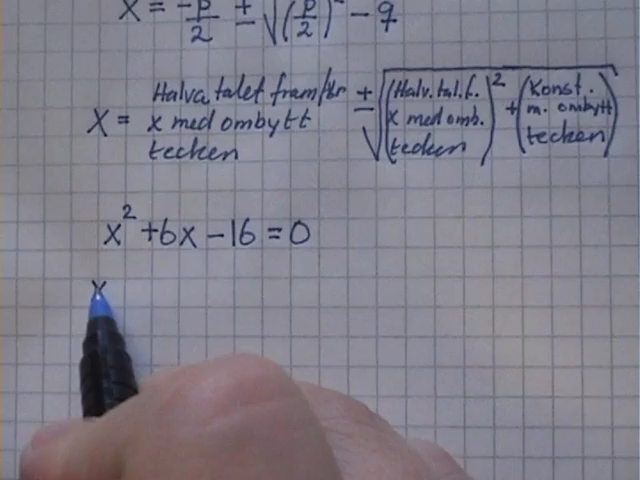 x = -p/2 ± √(p/2)² - q
x = Halva talet framför x med ombytt tecken ± √(Halv. tal. f. x med omb. tecken)² + (Konst. m. ombytt tecken)
x² + 6x - 16 = 0
x